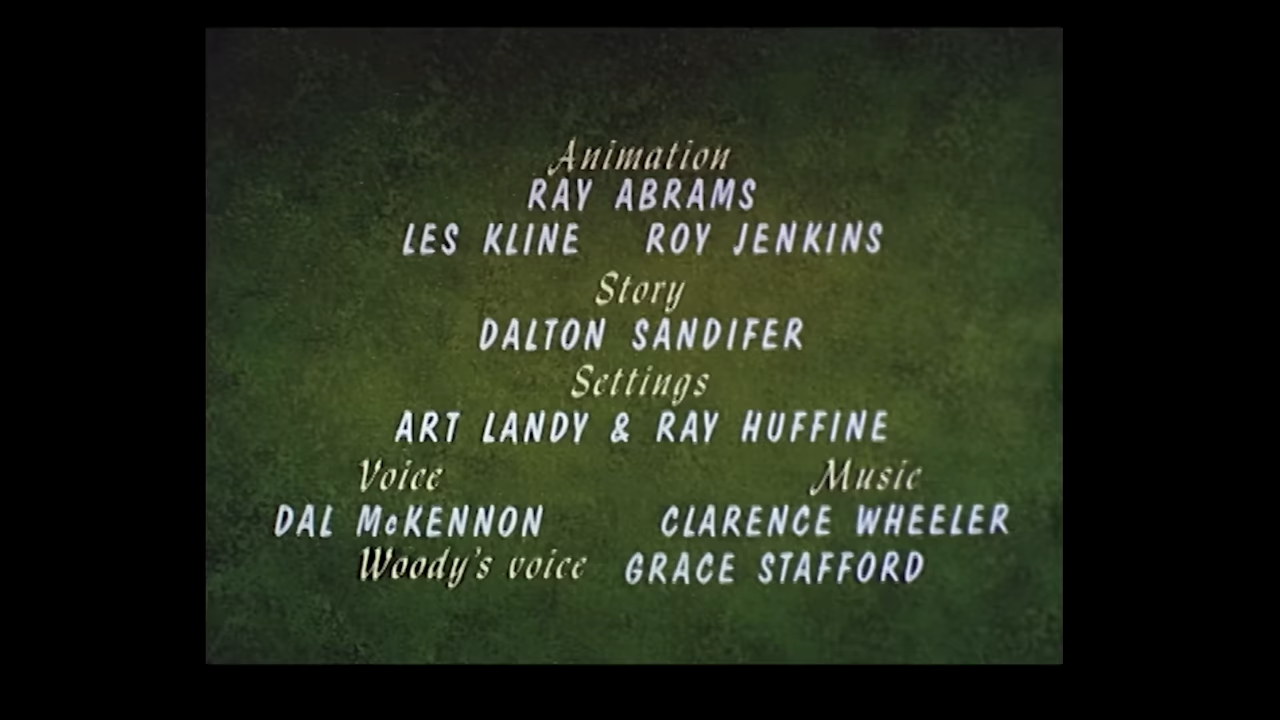 Animation
RAY ABRAMS
LES KLINE ROY JENKINS
Story
DALTON SANDIFER
Settings
ART LANDY & RAY HUFFINE
Voice Music
DAL McKENNON CLARENCE WHEELER
Woody's voice GRACE STAFFORD